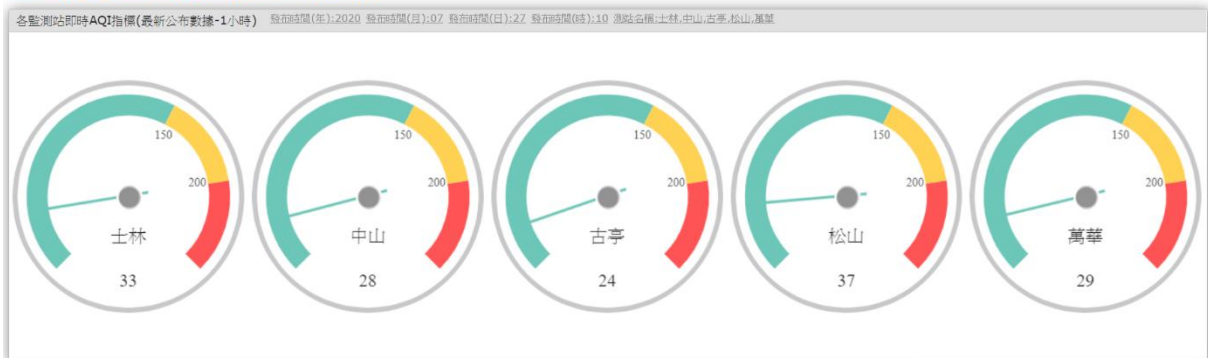 各監測站即時AQI指標(最新公布數據-1小時) 發布時間(年):2020 發布時間(月):07 發布時間(日):27 發布時間(時):10 測站名稱:士林,中山,古亭,松山,萬華
150 150 150 150 150
200 200 200 200 200
士林 中山 古亭 松山 萬華
33 28 24 37 29